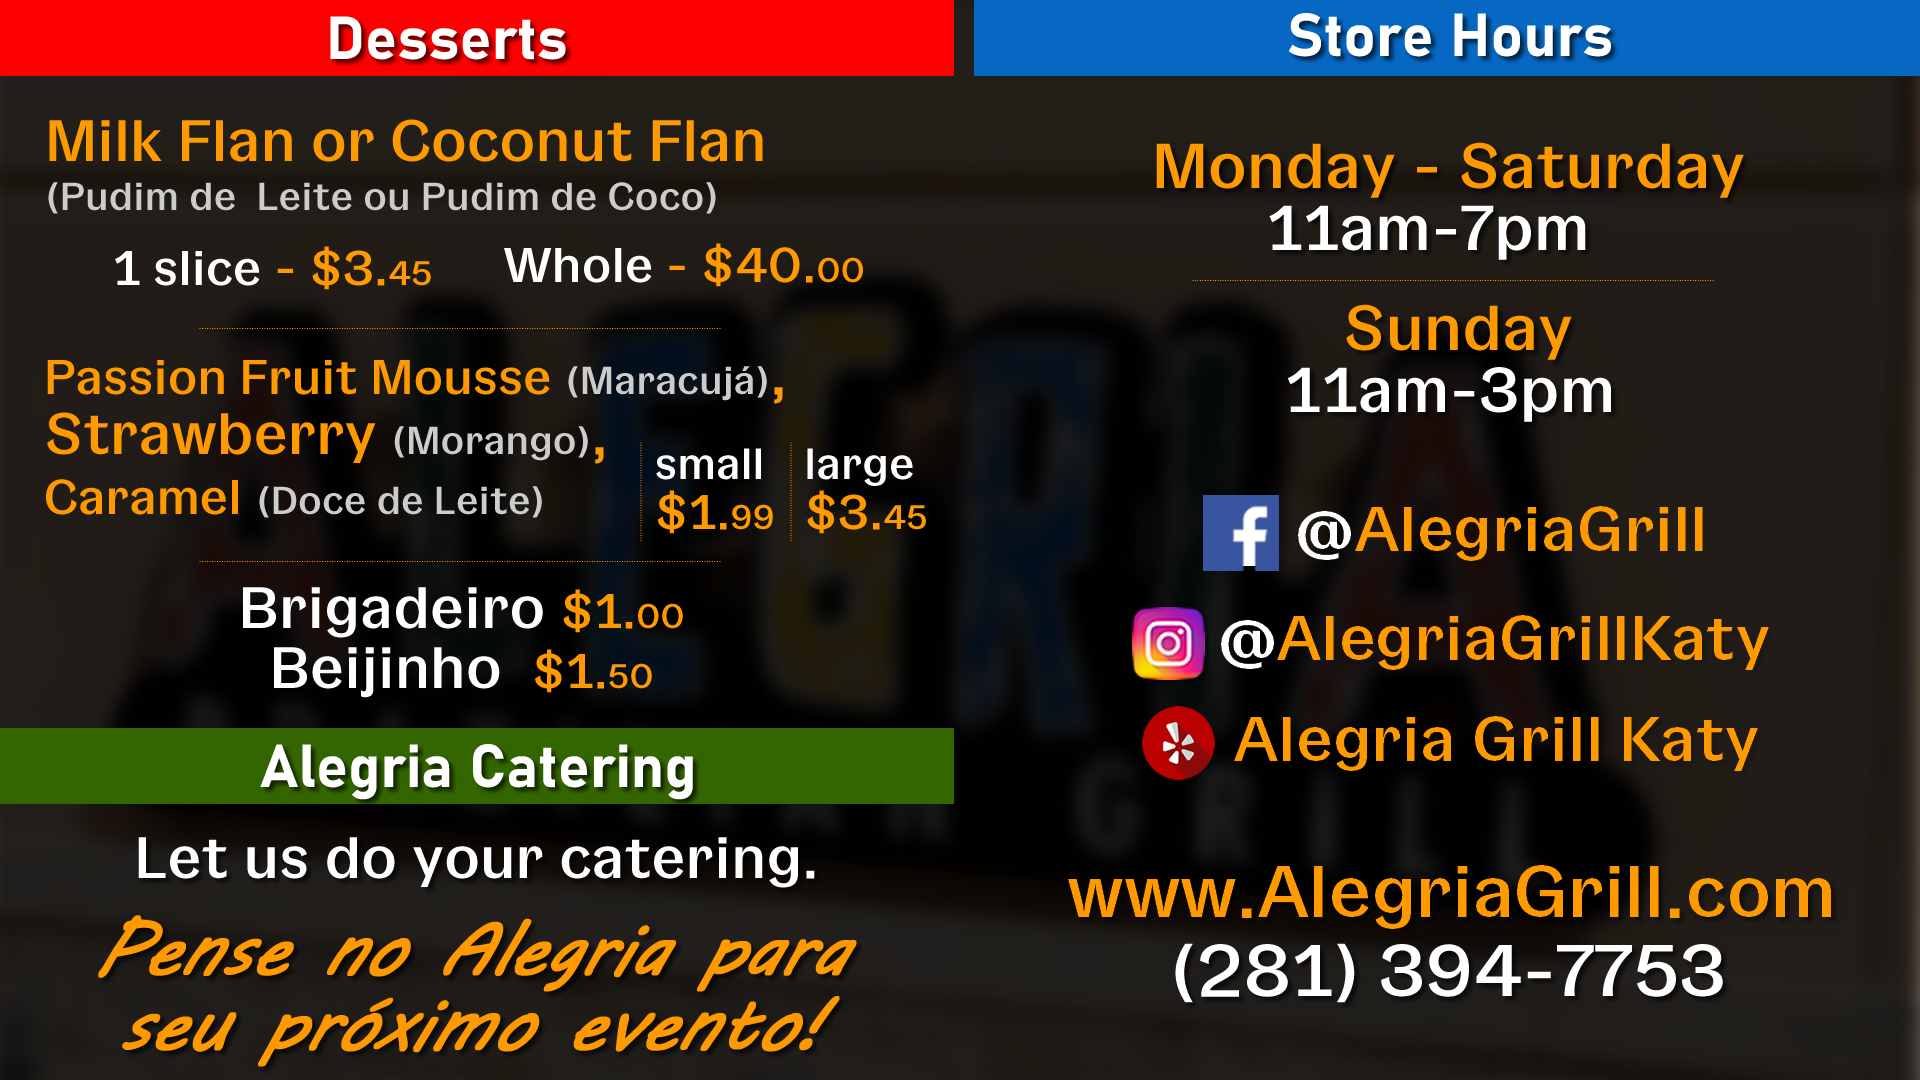 Desserts
Milk Flan or Coconut Flan
(Pudim de Leite ou Pudim de Coco)
1 slice - $3.45 Whole - $40.00
Passion Fruit Mousse (Maracujá),
Strawberry (Morango),
Caramel (Doce de Leite)
small large
$1.99 $3.45
Brigadeiro $1.00
Beijinho $1.50
Alegria Catering
Let us do your catering.
Pense no Alegria para
seu próximo evento!
Store Hours
Monday - Saturday
11am-7pm
Sunday
11am-3pm
@AlegriaGrill
@AlegriaGrillKaty
Alegria Grill Katy
www.AlegriaGrill.com
(281) 394-7753
ALEGRIA
GRILL